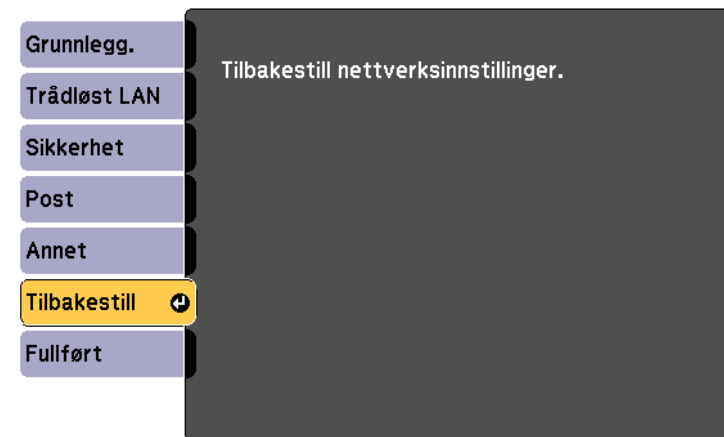 Grunnlegg.
Trådløst LAN
Sikkerhet
Post
Annet
Tilbakestill
Fullført
Tilbakestill nettverksinnstillinger.